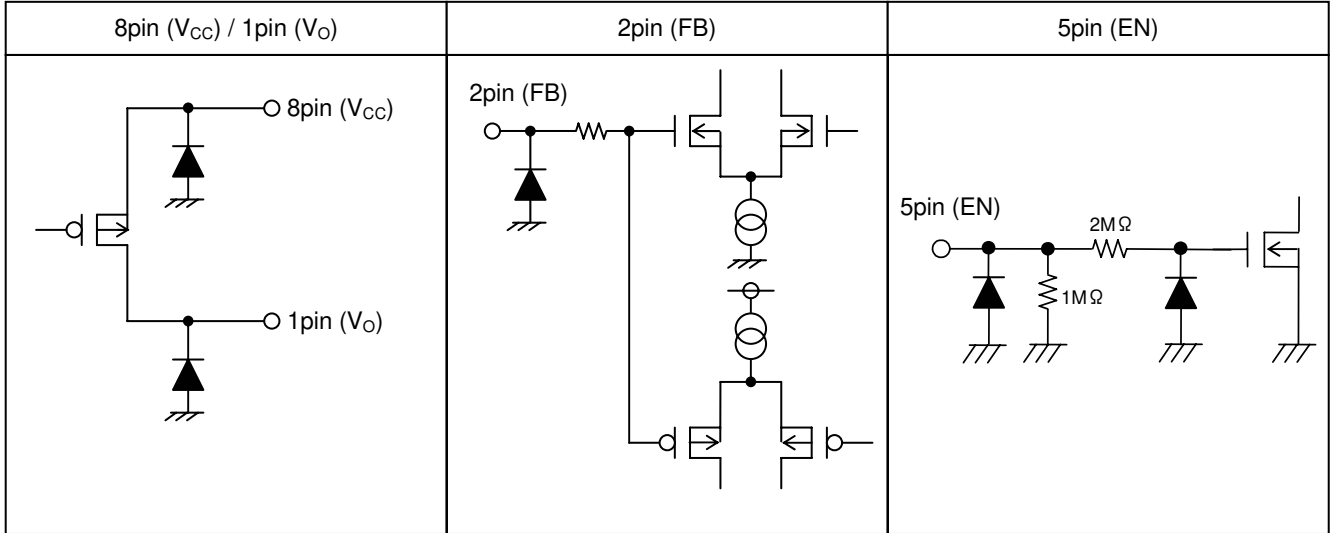 8pin (VCC) / 1pin (VO)
2pin (FB)
5pin (EN)
8pin (VCC)
1pin (VO)
2pin (FB)
5pin (EN)
2MΩ
1MΩ